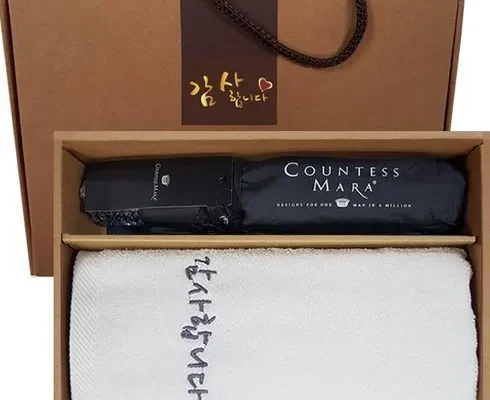 감사
합니다
COUNTESS MARA
COUNTESS
MARA®
DESIGNS FOR ONE MAN IN A MILLION
감사합니다